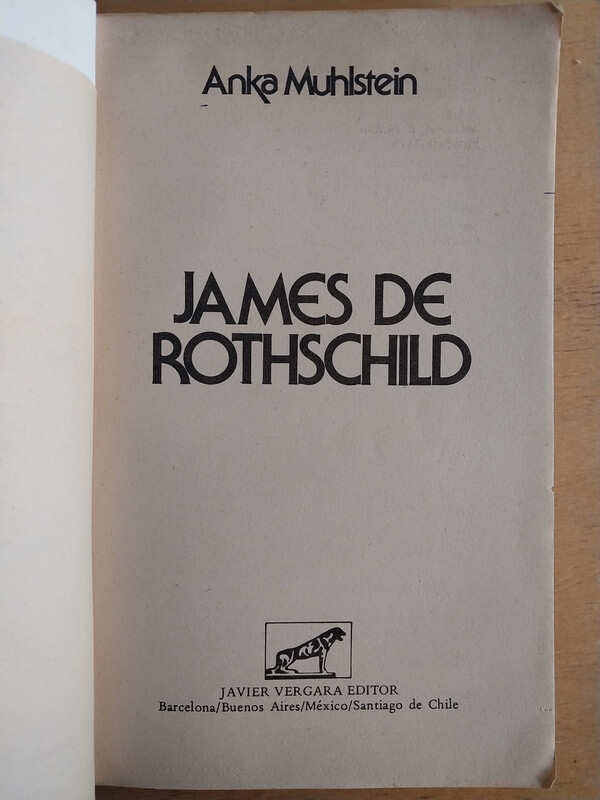 Anka Muhlstein
JAMES DE
ROTHSCHILD
JAVIER VERGARA EDITOR
Barcelona/Buenos Aires/México/Santiago de Chile